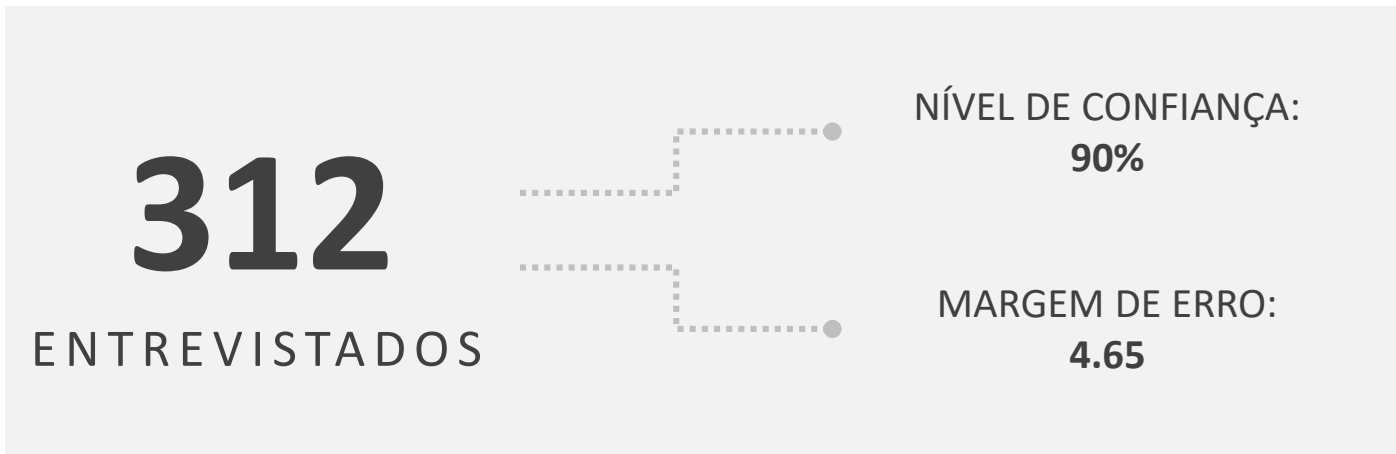 312
ENTREVISTADOS
NÍVEL DE CONFIANÇA:
90%
MARGEM DE ERRO:
4.65